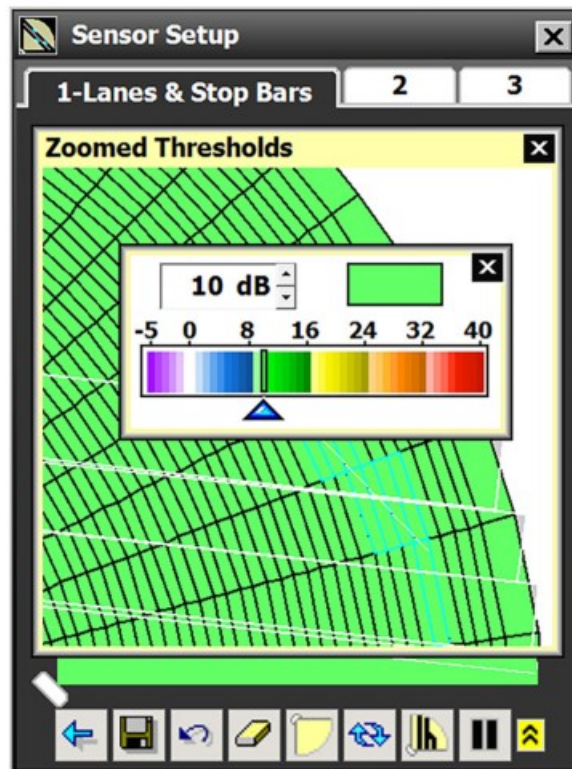 Sensor Setup
1-Lanes & Stop Bars 2 3
Zoomed Thresholds
10 dB
-5 0 8 16 24 32 40